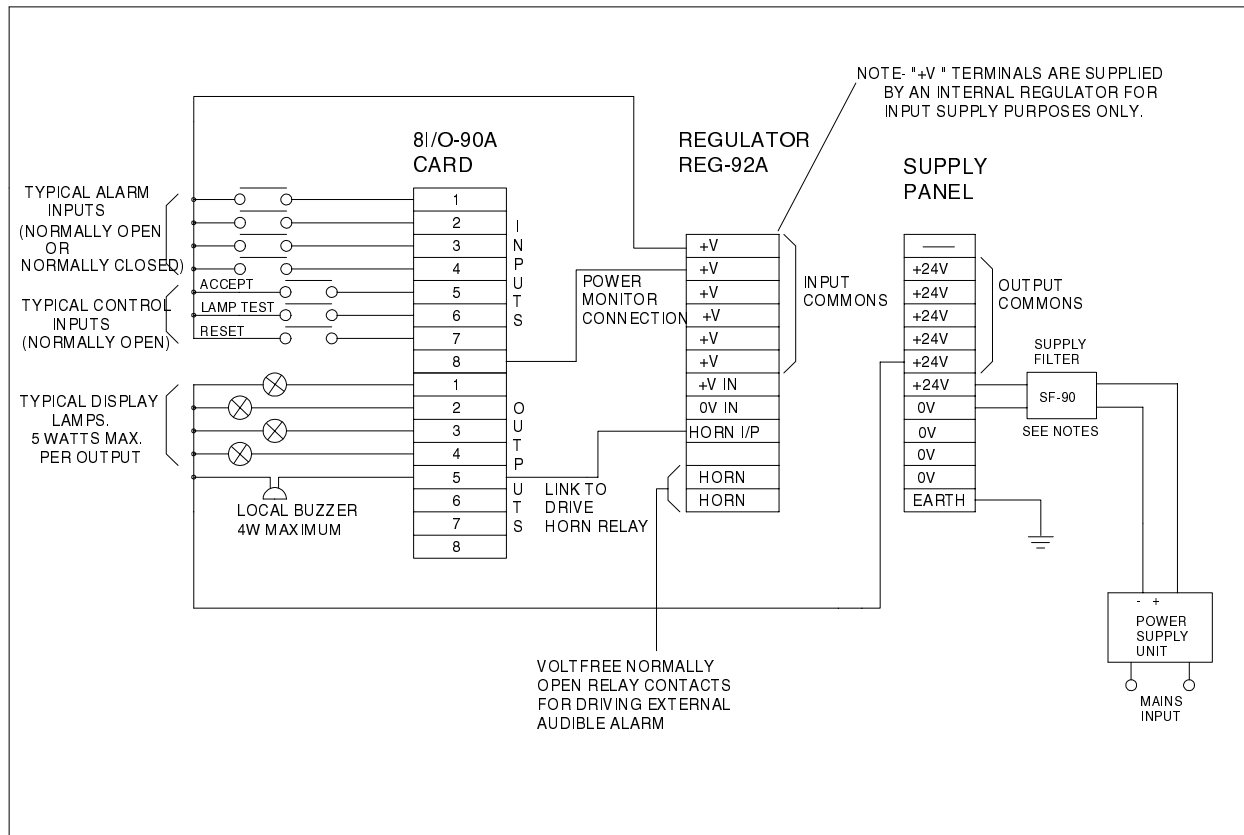 NOTE- "+V " TERMINALS ARE SUPPLIED
BY AN INTERNAL REGULATOR FOR
INPUT SUPPLY PURPOSES ONLY.
8I/O-90A
CARD
REGULATOR
REG-92A
SUPPLY
PANEL
TYPICAL ALARM
INPUTS
(NORMALLY OPEN
OR
NORMALLY CLOSED)
ACCEPT
LAMP TEST
RESET
TYPICAL CONTROL
INPUTS
(NORMALLY OPEN)
TYPICAL DISPLAY
LAMPS.
5 WATTS MAX.
PER OUTPUT
LOCAL BUZZER
4W MAXIMUM
1
2
3
4
5
6
7
8
INPUTS
1
2
3
4
5
6
7
8
OUTPUTS
POWER
MONITOR
CONNECTION
LINK TO
DRIVE
HORN RELAY
+V
+V
+V
+V
+V
+V
+V IN
0V IN
HORN I/P
HORN
HORN
INPUT
COMMONS
+24V
+24V
+24V
+24V
+24V
+24V
0V
0V
0V
0V
EARTH
OUTPUT
COMMONS
SUPPLY
FILTER
SF-90
SEE NOTES
- +
POWER
SUPPLY
UNIT
MAINS
INPUT
VOLTFREE NORMALLY
OPEN RELAY CONTACTS
FOR DRIVING EXTERNAL
AUDIBLE ALARM